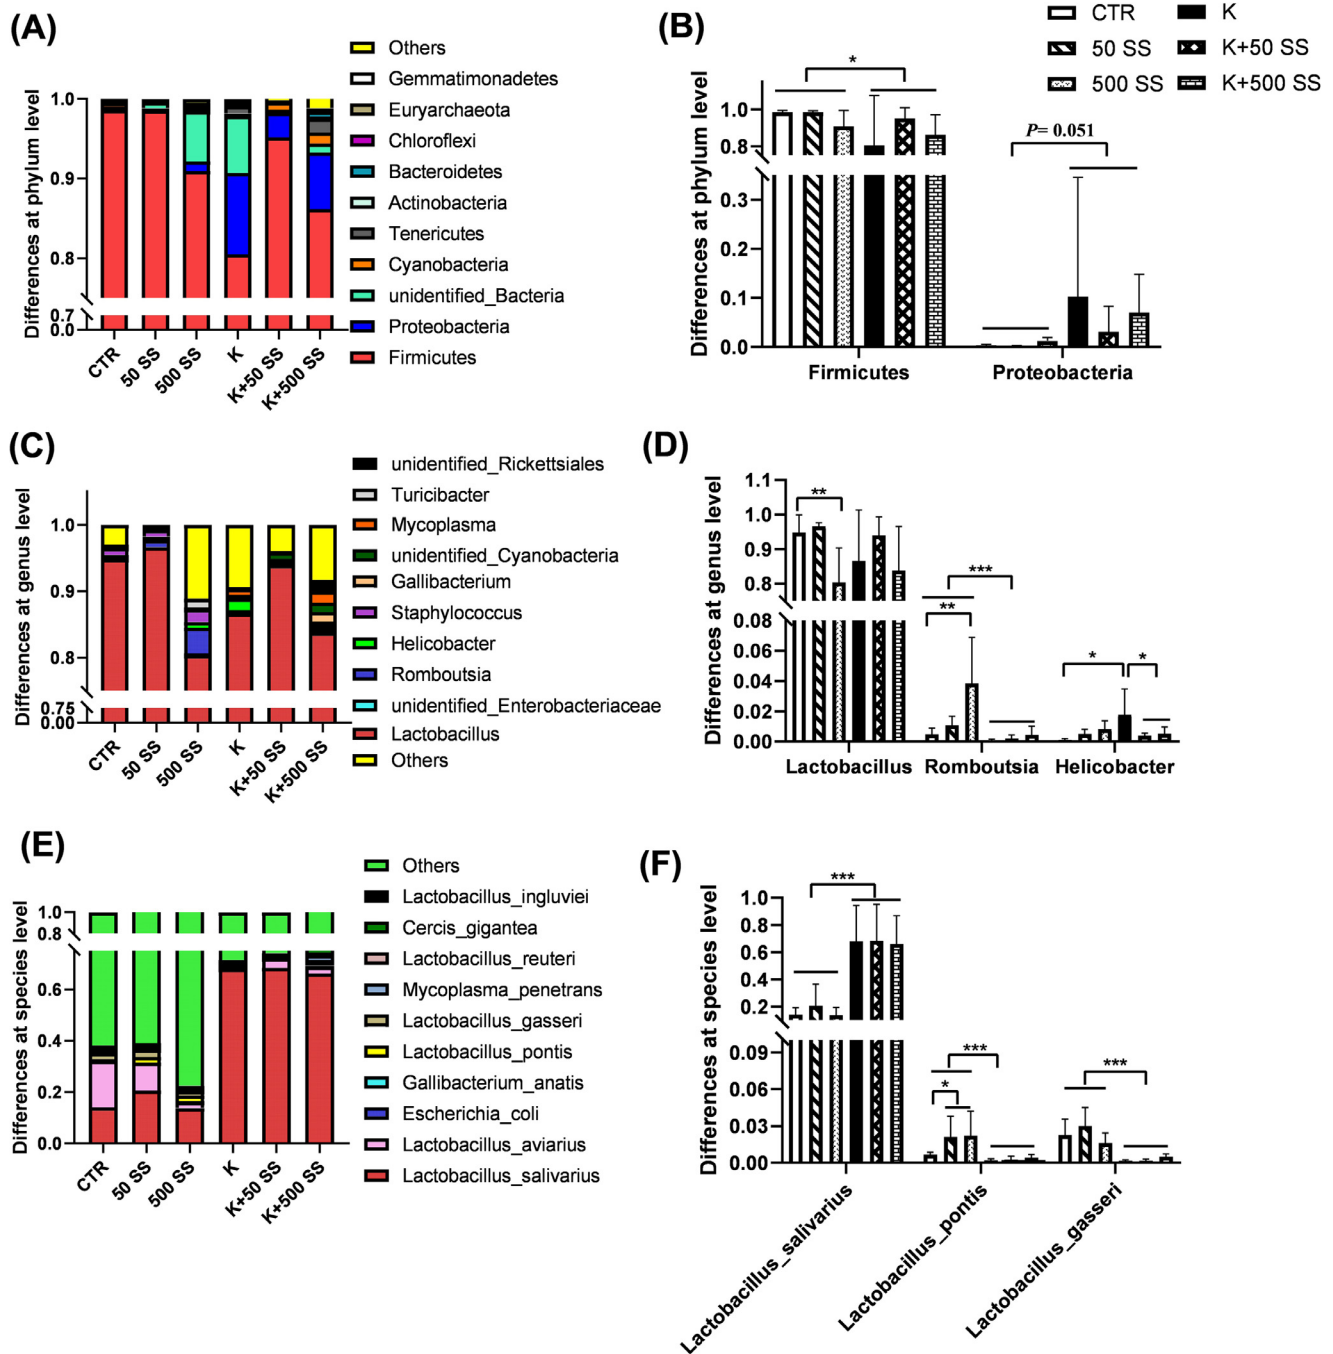 (A)
Differences at phylum level
1.0
0.9
0.8
0.7
0.0
CTR
50 SS
500 SS
K
K+50 SS
K+500 SS
Others
Gemmatimonadetes
Euryarchaeota
Chloroflexi
Bacteroidetes
Actinobacteria
Tenericutes
Cyanobacteria
unidentified_Bacteria
Proteobacteria
Firmicutes
(B)
CTR
K
50 SS
K+50 SS
500 SS
K+500 SS
Differences at phylum level
1.0
0.8
0.3
0.2
0.1
0.0
*
P= 0.051
Firmicutes
Proteobacteria
(C)
Differences at genus level
1.0
0.9
0.8
0.75
0.00
CTR
50 SS
500 SS
K
K+50 SS
K+500 SS
unidentified_Rickettsiales
Turicibacter
Mycoplasma
unidentified_Cyanobacteria
Gallibacterium
Staphylococcus
Helicobacter
Romboutsia
unidentified_Enterobacteriaceae
Lactobacillus
Others
(D)
Differences at genus level
1.1
1.0
0.9
0.8
0.08
0.06
0.04
0.02
0.00
**
***
**
*
*
Lactobacillus
Romboutsia
Helicobacter
(E)
Differences at species level
1.0
0.8
0.6
0.4
0.2
0.0
CTR
50 SS
500 SS
K
K+50 SS
K+500 SS
Others
Lactobacillus_ingluviei
Cercis_gigantea
Lactobacillus_reuteri
Mycoplasma_penetrans
Lactobacillus_gasseri
Lactobacillus_pontis
Gallibacterium_anatis
Escherichia_coli
Lactobacillus_aviarius
Lactobacillus_salivarius
(F)
Differences at species level
1.0
0.8
0.6
0.4
0.2
0.09
0.06
0.03
0.00
***
***
*
***
Lactobacillus_salivarius
Lactobacillus_pontis
Lactobacillus_gasseri